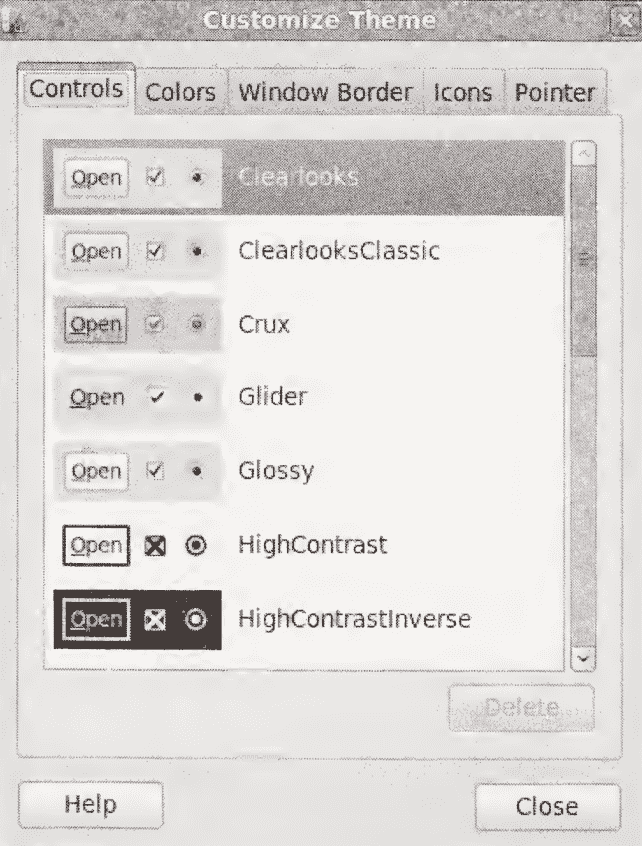 Customize Theme
Controls Colors Window Border Icons Pointer
Open Clearlooks
Open ClearlooksClassic
Open Crux
Open Glider
Open Glossy
Open HighContrast
Open HighContrastInverse
Delete
Help Close